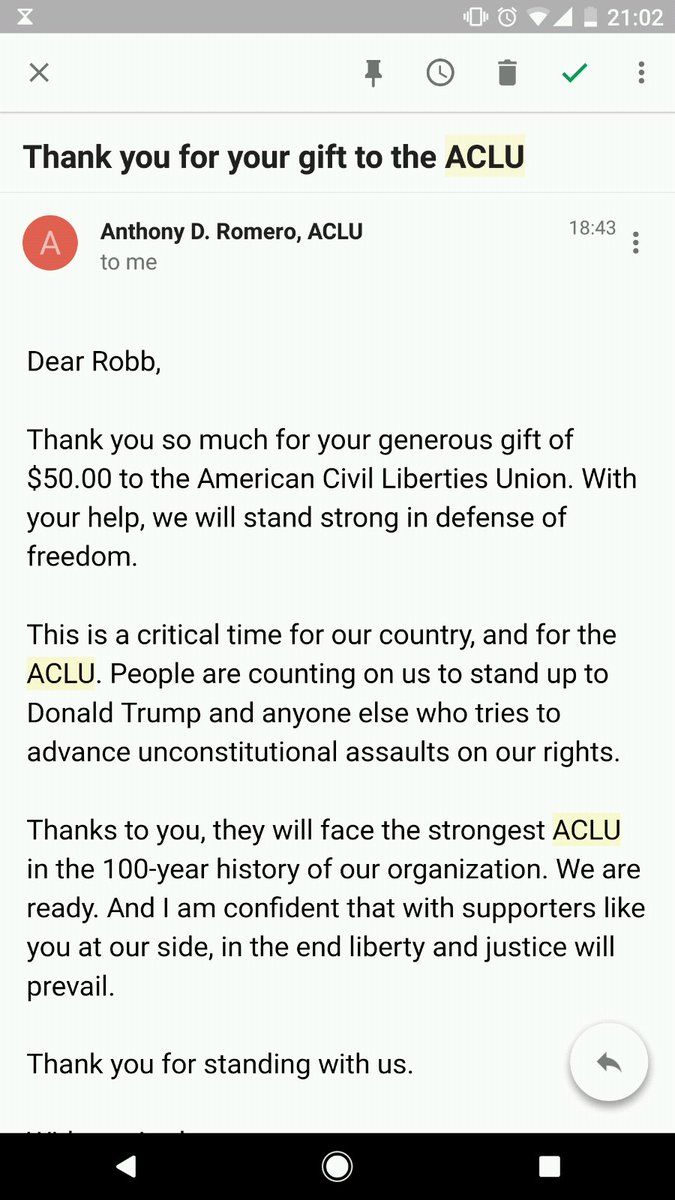 21:02
Thank you for your gift to the ACLU
A
Anthony D. Romero, ACLU
18:43
to me
Dear Robb,
Thank you so much for your generous gift of
$50.00 to the American Civil Liberties Union. With
your help, we will stand strong in defense of
freedom.
This is a critical time for our country, and for the
ACLU. People are counting on us to stand up to
Donald Trump and anyone else who tries to
advance unconstitutional assaults on our rights.
Thanks to you, they will face the strongest ACLU
in the 100-year history of our organization. We are
ready. And I am confident that with supporters like
you at our side, in the end liberty and justice will
prevail.
Thank you for standing with us.